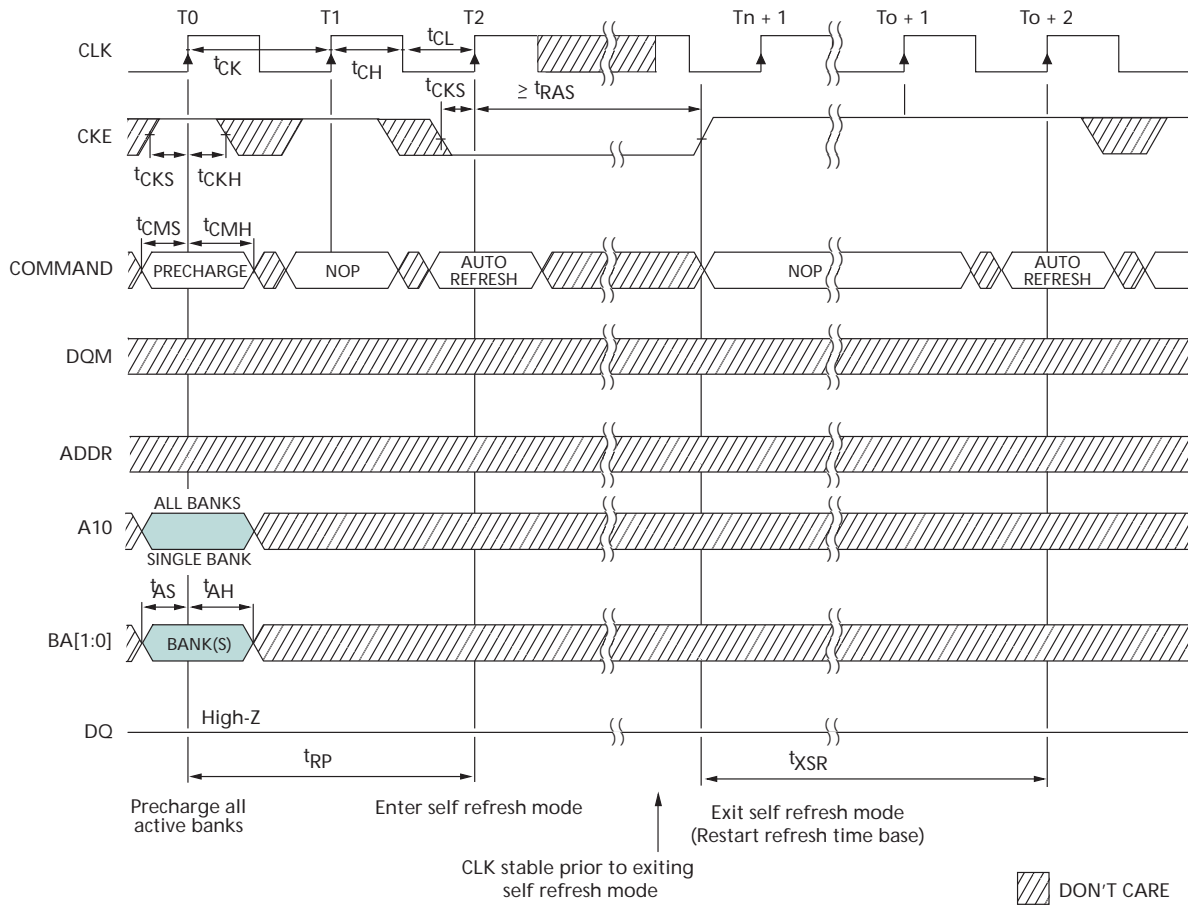 T0 T1 T2 Tn + 1 To + 1 To + 2
CLK
tCK tCH tCL
tCKS ≥ tRAS
CKE
tCKS tCKH
tCMS tCMH
COMMAND PRECHARGE NOP AUTO REFRESH NOP AUTO REFRESH
DQM
ADDR
ALL BANKS
A10
SINGLE BANK
tAS tAH
BA[1:0] BANK(S)
High-Z
DQ
tRP tXSR
Precharge all
active banks
Enter self refresh mode
Exit self refresh mode
(Restart refresh time base)
CLK stable prior to exiting
self refresh mode
DON'T CARE